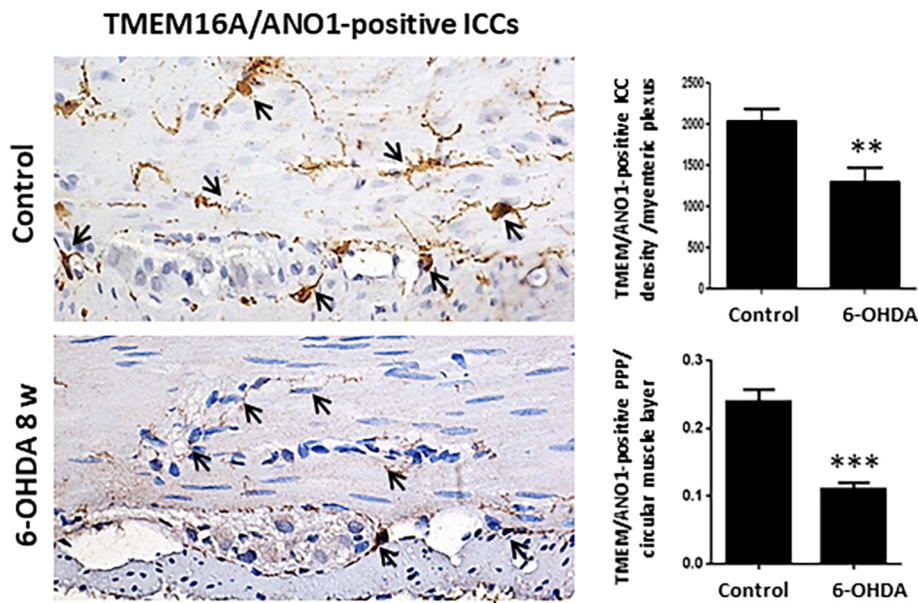 TMEM16A/ANO1-positive ICCs
Control
6-OHDA 8 w
TMEM/ANO1-positive ICC
density /myenteric plexus
2500
2000
1500
1000
500
0
**
Control 6-OHDA
TMEM/ANO1-positive PPP/
circular muscle layer
0.3
0.2
0.1
0.0
***
Control 6-OHDA